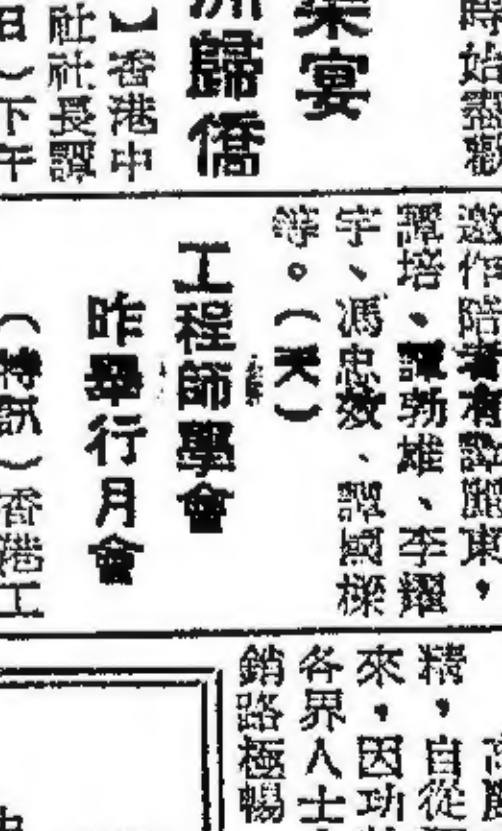 時始
宴
歸僑
】香港中
社社長譚
日（下午
邀作陪者有譚
譚培、雄、李耀
宇、馮忠效、譚國樑
等。（天）
工程師學會
昨舉行月會
（特訊）香港工
精，自從
來，因功
各界人士
銷路極暢